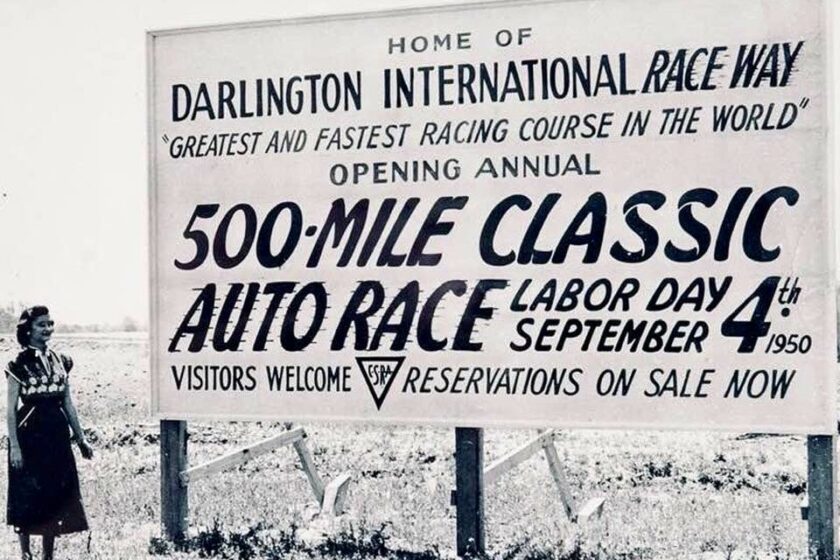 HOME OF
DARLINGTON INTERNATIONAL RACE WAY
"GREATEST AND FASTEST RACING COURSE IN THE WORLD"
OPENING ANNUAL
500-MILE CLASSIC
AUTO RACE LABOR DAY SEPTEMBER 4th 1950
VISITORS WELCOME CSRA RESERVATIONS ON SALE NOW